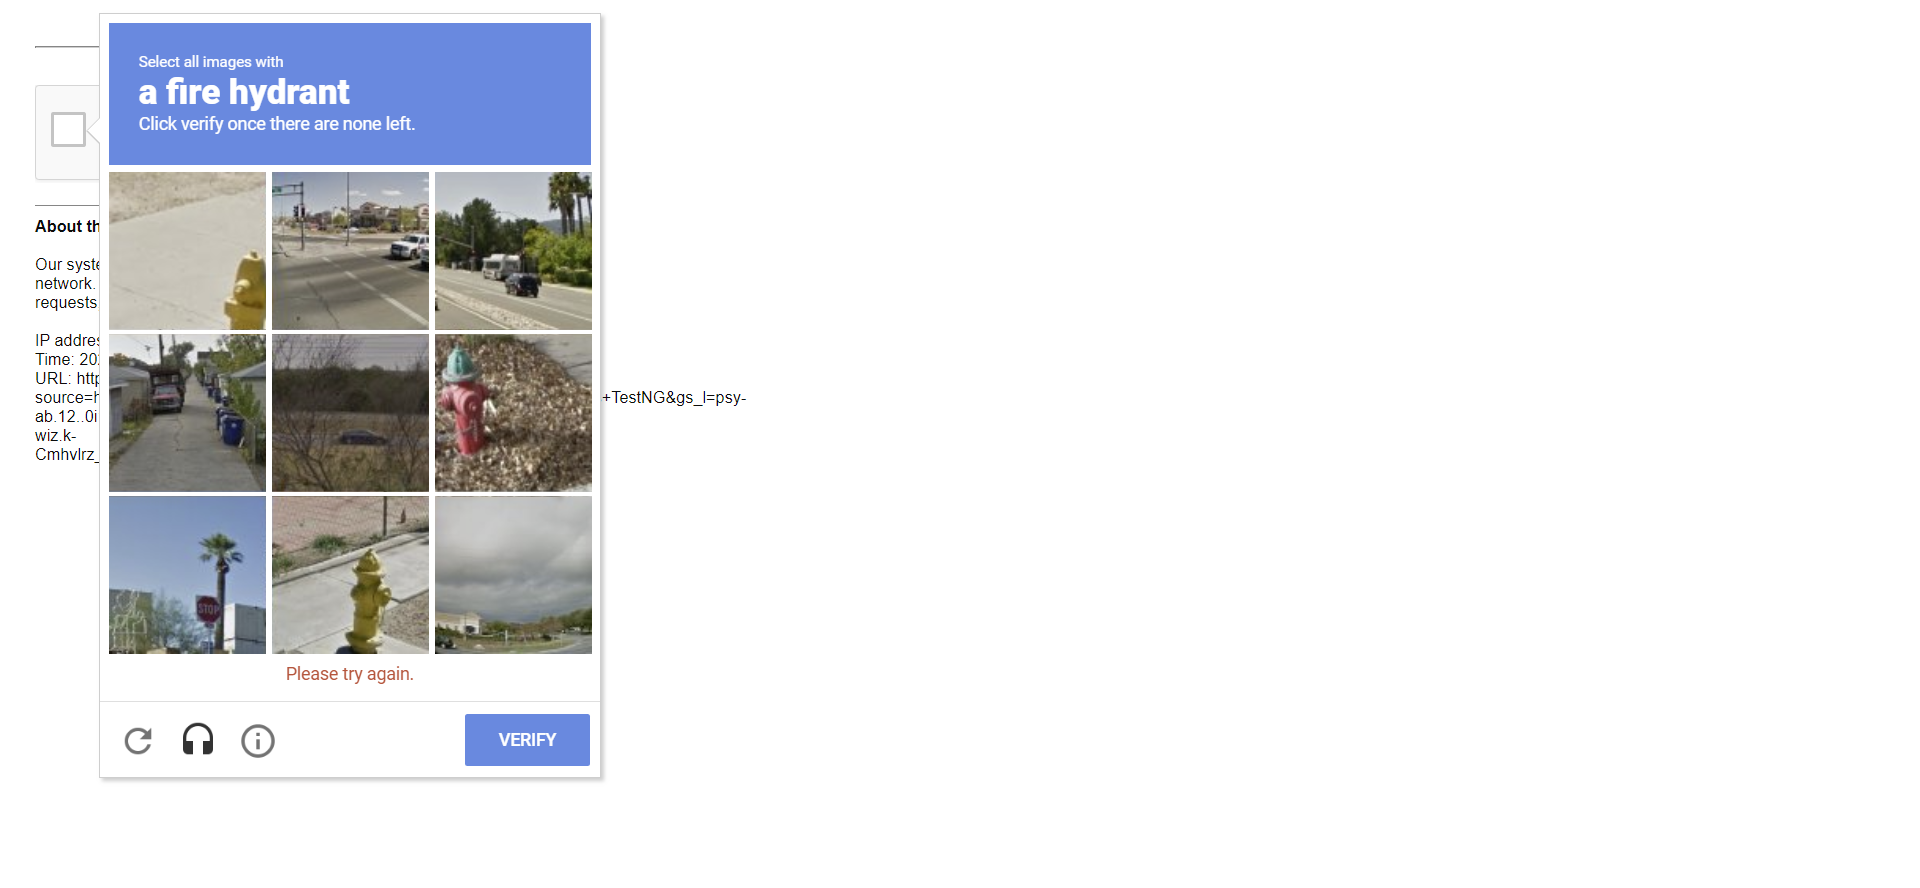 Select all images with
a fire hydrant
Click verify once there are none left.
About th
Our syste
network.
requests
IP addres
Time: 20
URL: http
source=h +TestNG&gs_l=psy-
ab.12..0i
wiz.k-
Cmhvlrz_
STOP
Please try again.
VERIFY